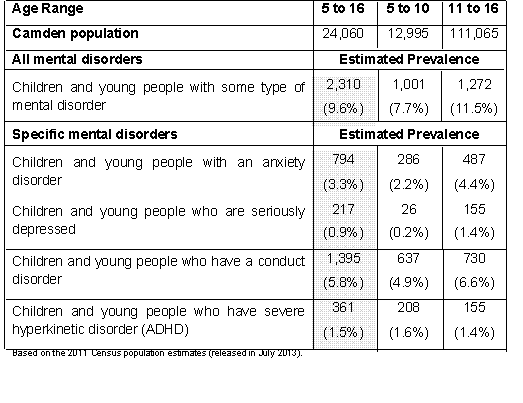 Age Range 5 to 16 5 to 10 11 to 16
Camden population 24,060 12,995 111,065
All mental disorders Estimated Prevalence
Children and young people with some type of 2,310 1,001 1,272
mental disorder (9.6%) (7.7%) (11.5%)
Specific mental disorders Estimated Prevalence
Children and young people with an anxiety 794 286 487
disorder (3.3%) (2.2%) (4.4%)
Children and young people who are seriously 217 26 155
depressed (0.9%) (0.2%) (1.4%)
Children and young people who have a conduct 1,395 637 730
disorder (5.8%) (4.9%) (6.6%)
Children and young people who have severe 361 208 155
hyperkinetic disorder (ADHD) (1.5%) (1.6%) (1.4%)
Based on the 2011 Census population estimates (released in July 2013).